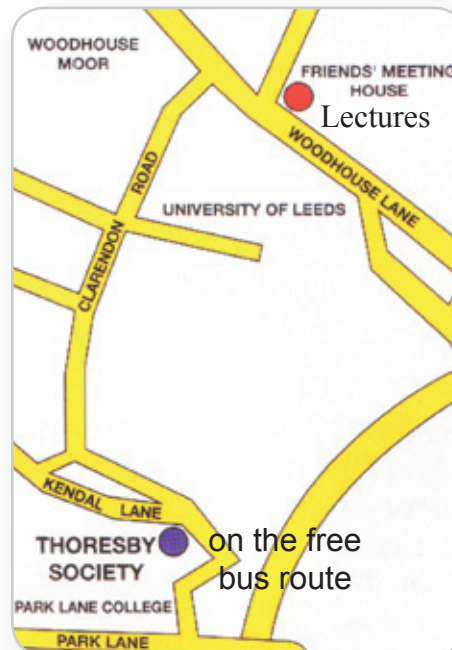 WOODHOUSE
MOOR
FRIENDS' MEETING
HOUSE
Lectures
WOODHOUSE LANE
CLARENDON ROAD
UNIVERSITY OF LEEDS
KENDAL LANE
THORESBY
SOCIETY
on the free
bus route
PARK LANE COLLEGE
PARK LANE